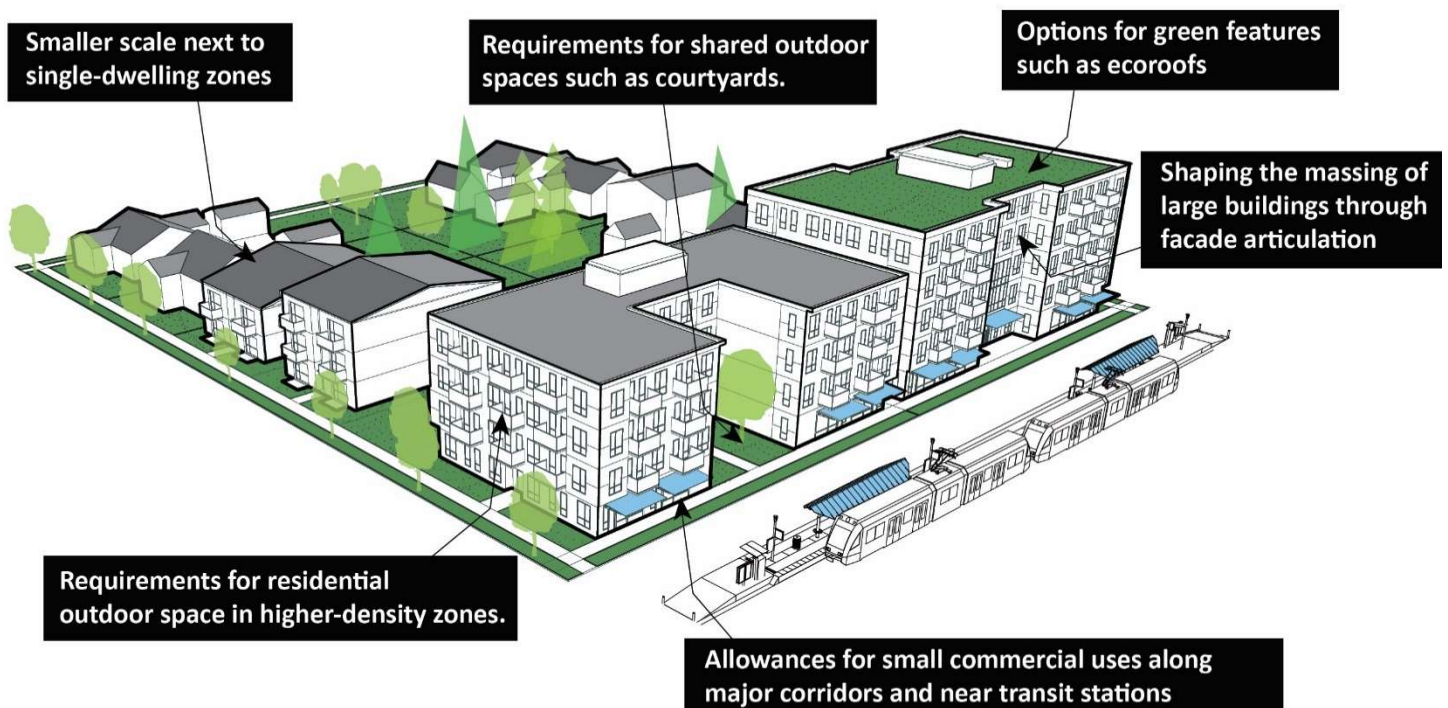 Smaller scale next to
single-dwelling zones
Requirements for shared outdoor
spaces such as courtyards.
Options for green features
such as ecoroofs
Shaping the massing of
large buildings through
facade articulation
Requirements for residential
outdoor space in higher-density zones.
Allowances for small commercial uses along
major corridors and near transit stations